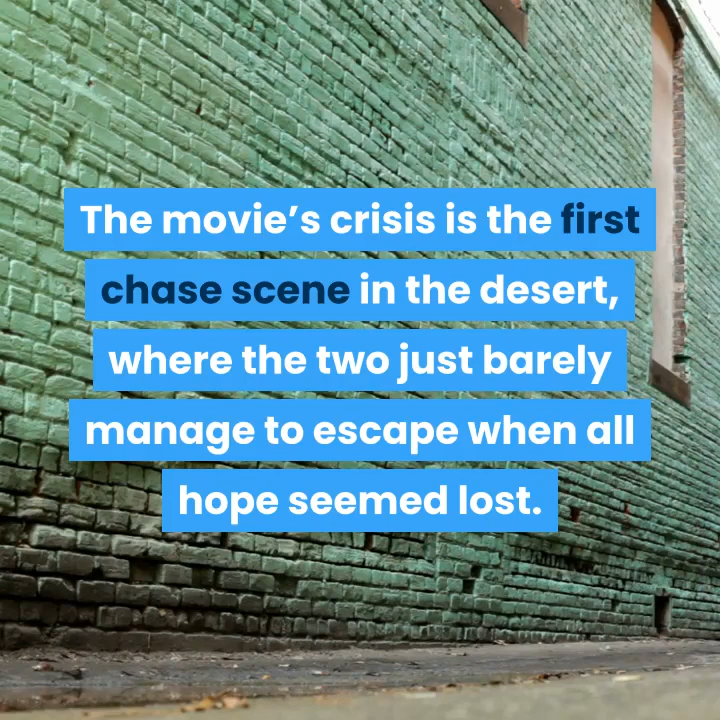 The movie’s crisis is the first
chase scene in the desert,
where the two just barely
manage to escape when all
hope seemed lost.